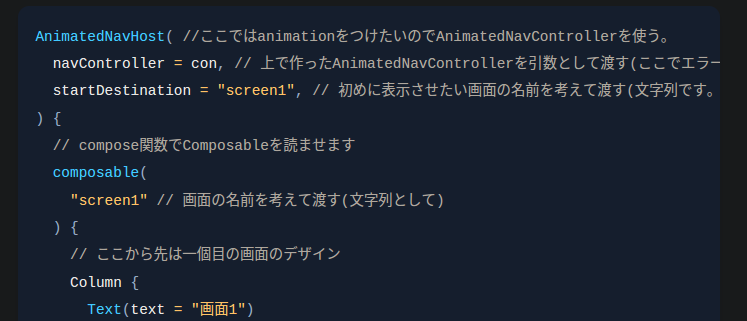 AnimatedNavHost( //ここではanimationをつけたいのでAnimatedNavControllerを使う。
navController = con, // 上で作ったAnimatedNavControllerを引数として渡す(ここでエラー
startDestination = "screen1", // 初めに表示させたい画面の名前を考えて渡す(文字列です。
) {
// compose関数でComposableを読ませます
composable(
"screen1" // 画面の名前を考えて渡す(文字列として)
) {
// ここから先は一個目の画面のデザイン
Column {
Text(text = "画面1")